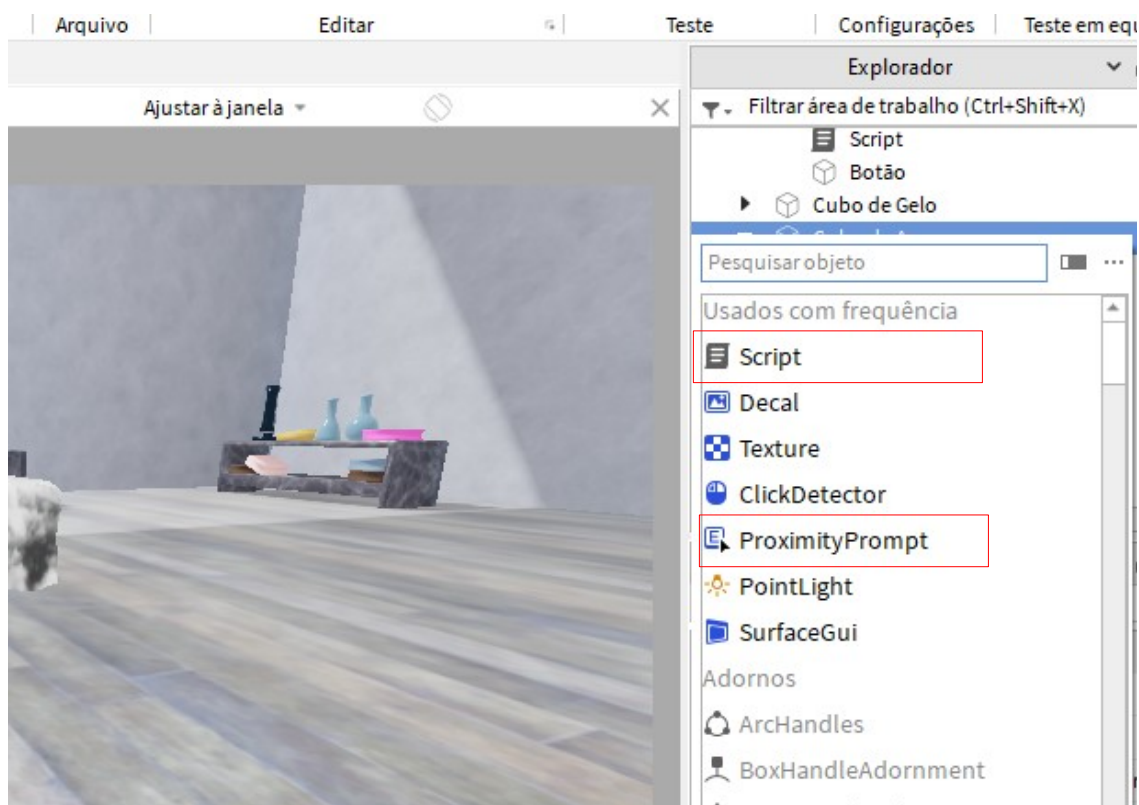 Arquivo
Editar
Teste
Configurações
Teste em equ
Explorador
Ajustar à janela
Filtrar área de trabalho (Ctrl+Shift+X)
Script
Botão
Cubo de Gelo
Pesquisar objeto
Usados com frequência
Script
Decal
Texture
ClickDetector
ProximityPrompt
PointLight
SurfaceGui
Adornos
ArcHandles
BoxHandleAdornment